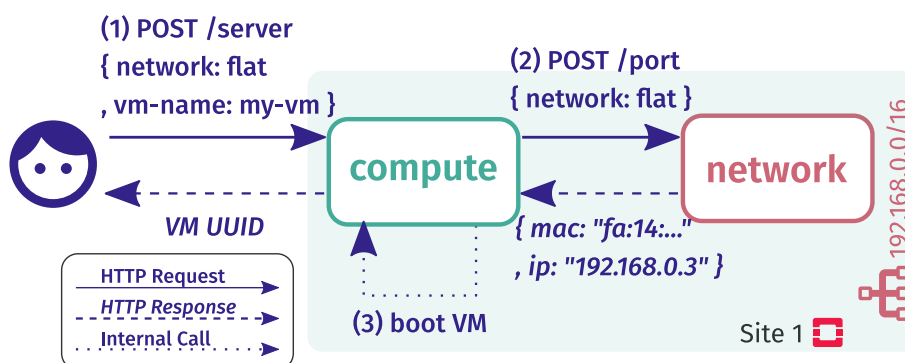 (1) POST /server
{ network: flat
, vm-name: my-vm }
(2) POST /port
{ network: flat }
compute
network
192.168.0.0/16
VM UUID
{ mac: "fa:14:..."
, ip: "192.168.0.3" }
HTTP Request
HTTP Response
Internal Call
(3) boot VM
Site 1